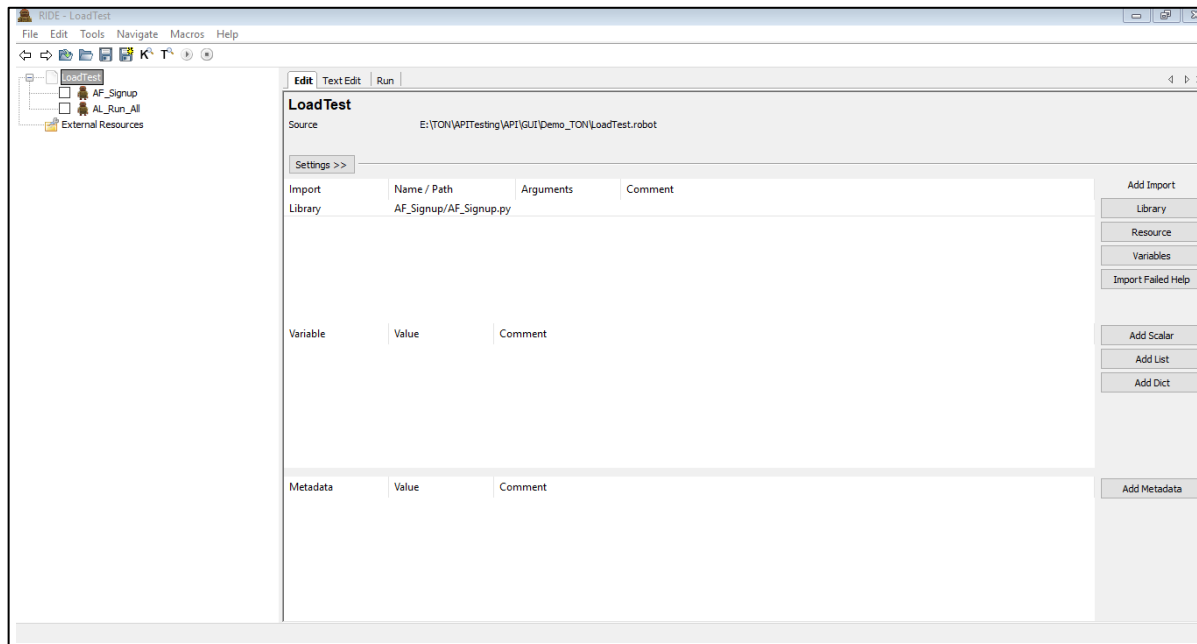 RIDE - LoadTest
File Edit Tools Navigate Macros Help
K T
LoadTest
AF_Signup
AL_Run_All
External Resources
Edit Text Edit Run
LoadTest
Source E:\TON\APITesting\API\GUI\Demo_TON\LoadTest.robot
Settings >>
Import Name / Path Arguments Comment
Library AF_Signup/AF_Signup.py
Add Import
Library
Resource
Variables
Import Failed Help
Variable Value Comment
Add Scalar
Add List
Add Dict
Metadata Value Comment
Add Metadata